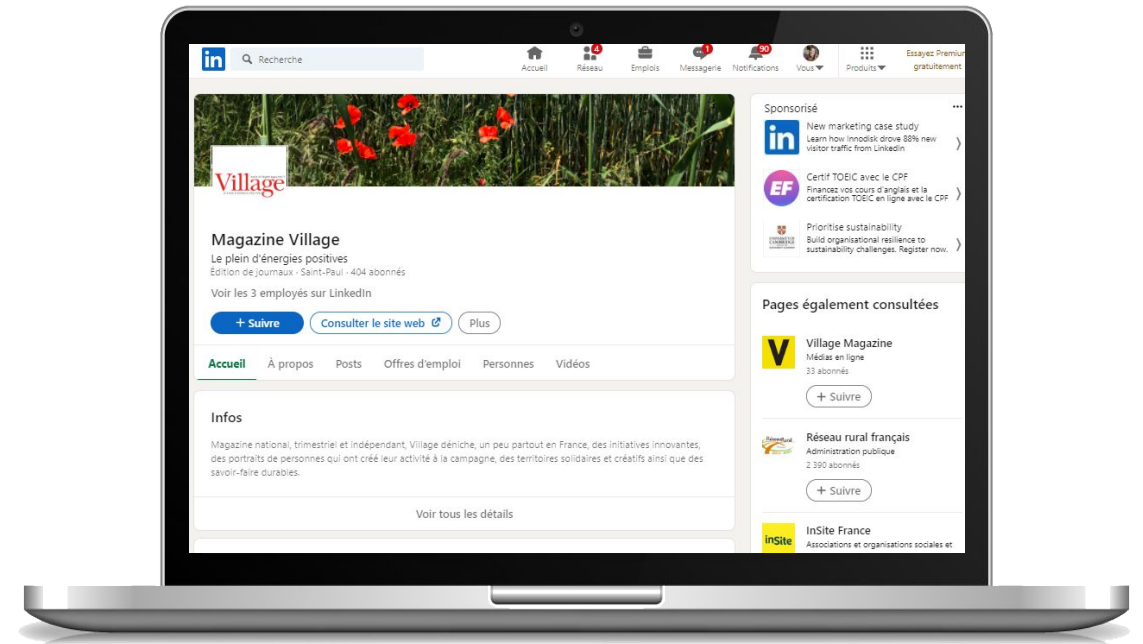 in
Recherche
4
1
90
Accueil
Réseau
Emplois
Messagerie
Notifications
Vous
Produits
Essayez Premiun
gratuitement
Village
Magazine Village
Le plein d'énergies positives
Édition de journaux · Saint-Paul · 404 abonnés
Voir les 3 employés sur LinkedIn
+ Suivre
Consulter le site web
Plus
Accueil
À propos
Posts
Offres d'emploi
Personnes
Vidéos
Infos
Magazine national, trimestriel et indépendant, Village déniche, un peu partout en France, des initiatives innovantes,
des portraits de personnes qui ont créé leur activité à la campagne, des territoires solidaires et créatifs ainsi que des
savoir-faire durables.
Voir tous les détails
Sponsorisé
in
New marketing case study
Learn how Innodisk drove 88% new
visitor traffic from LinkedIn
EF
Certif TOEIC avec le CPF
Financez vos cours d'anglais et la
certification TOEIC en ligne avec le CPF
Prioritise sustainability
Build organisational resilience to
sustainability challenges. Register now.
Pages également consultées
V
Village Magazine
Médias en ligne
33 abonnés
+ Suivre
Réseau rural français
Administration publique
2 390 abonnés
+ Suivre
inSite
InSite France
Associations et organisations sociales et